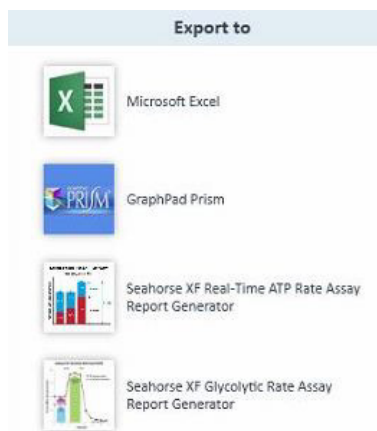 Export to
X
Microsoft Excel
PRISM
GraphPad Prism
Seahorse XF Real-Time ATP Rate Assay
Report Generator
Seahorse XF Glycolytic Rate Assay
Report Generator